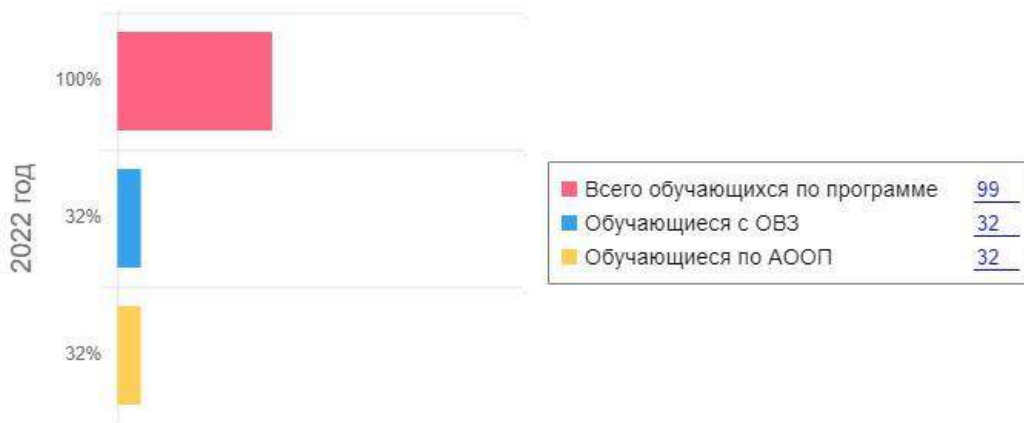 2022 год
100%
32%
32%
Всего обучающихся по программе 99
Обучающиеся с ОВЗ 32
Обучающиеся по АООП 32